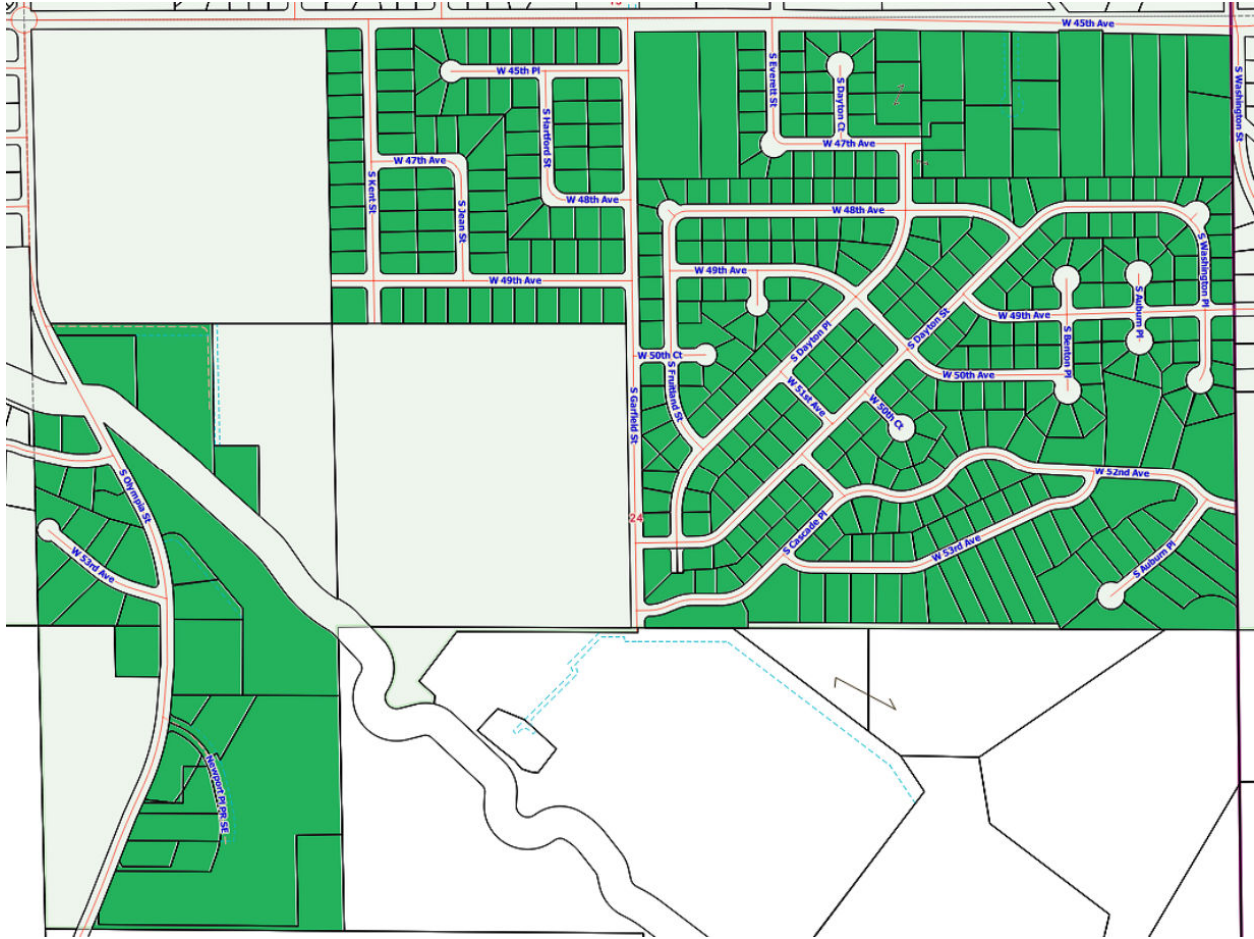 W 45th Ave
W 45th Pl
S Everett St
S Dayton Ct
S Washington St
S Hartford St
W 47th Ave
W 47th Ave
S Kent St
S Jean St
W 48th Ave
W 48th Ave
S Washington Pl
W 49th Ave
W 49th Ave
S Auburn Pl
W 49th Ave
S Dayton Pl
S Dayton St
S Benton Pl
W 50th Ct
W 50th Ave
S Fruitland St
W 51st Ave
S Garfield St
W 50th Ct
S Olympia St
W 52nd Ave
24
S Cascade Pl
W 53rd Ave
S Auburn Pl
W 53rd Ave
Newport Pl PR SE